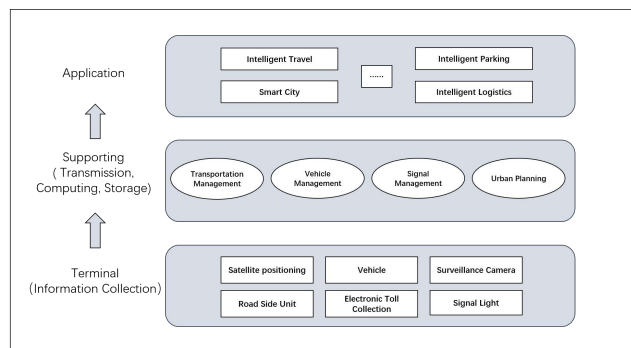 Application
Intelligent Travel
Intelligent Parking
......
Smart City
Intelligent Logistics
Supporting
( Transmission,
Computing, Storage)
Transportation
Management
Vehicle
Management
Signal
Management
Urban Planning
Terminal
(Information Collection)
Satellite positioning
Vehicle
Surveillance Camera
Road Side Unit
Electronic Toll
Collection
Signal Light